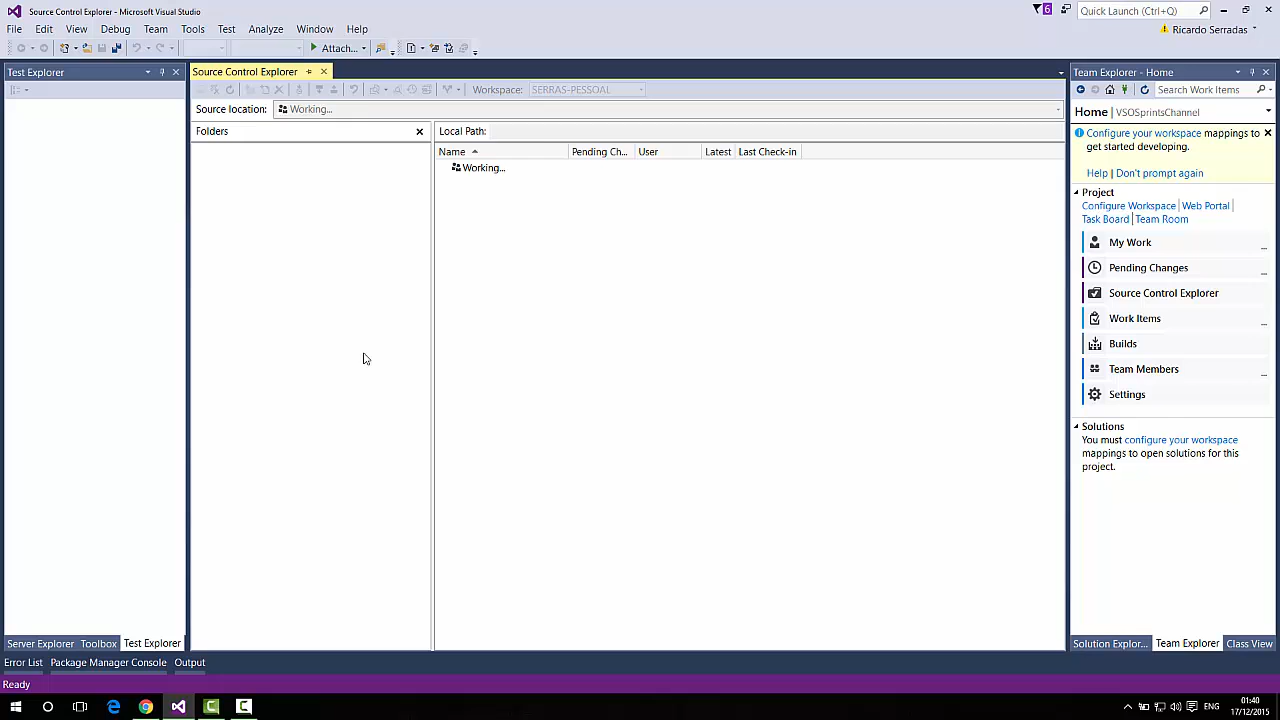 Source Control Explorer - Microsoft Visual Studio
6
Quick Launch (Ctrl+Q)
File Edit View Debug Team Tools Test Analyze Window Help
Ricardo Serradas
Attach...
Test Explorer
Source Control Explorer
Workspace: SERRAS-PESSOAL
Source location: Working...
Folders
Local Path:
Name Pending Ch... User Latest Last Check-in
Working...
Team Explorer - Home
Search Work Items
Home | VSOSprintsChannel
Configure your workspace mappings to
get started developing.
Help | Don't prompt again
Project
Configure Workspace | Web Portal |
Task Board | Team Room
My Work
...
Pending Changes
...
Source Control Explorer
Work Items
...
Builds
Team Members
...
Settings
Solutions
You must configure your workspace
mappings to open solutions for this
project.
Server Explorer Toolbox Test Explorer
Solution Explor... Team Explorer Class View
Error List Package Manager Console Output
Ready
ENG
01:40
17/12/2015